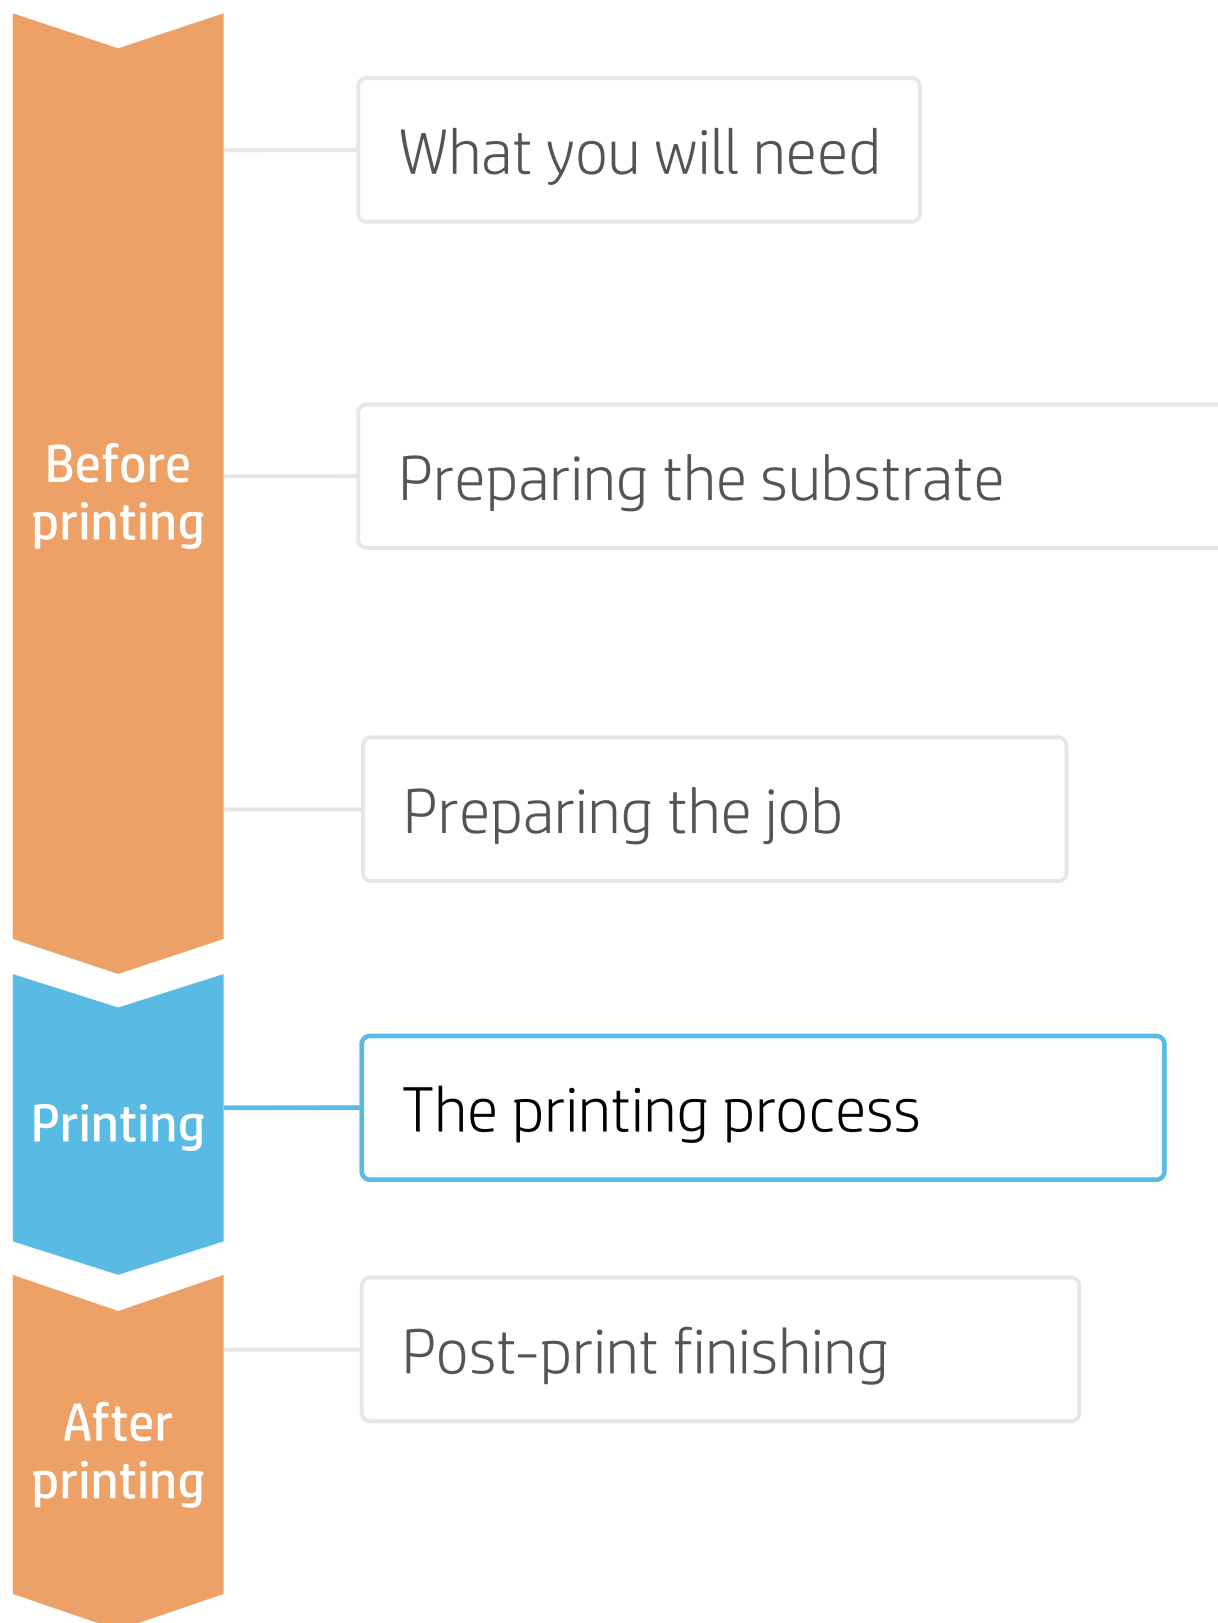 What you will need
Before
printing
Preparing the substrate
Preparing the job
Printing
The printing process
After
printing
Post-print finishing